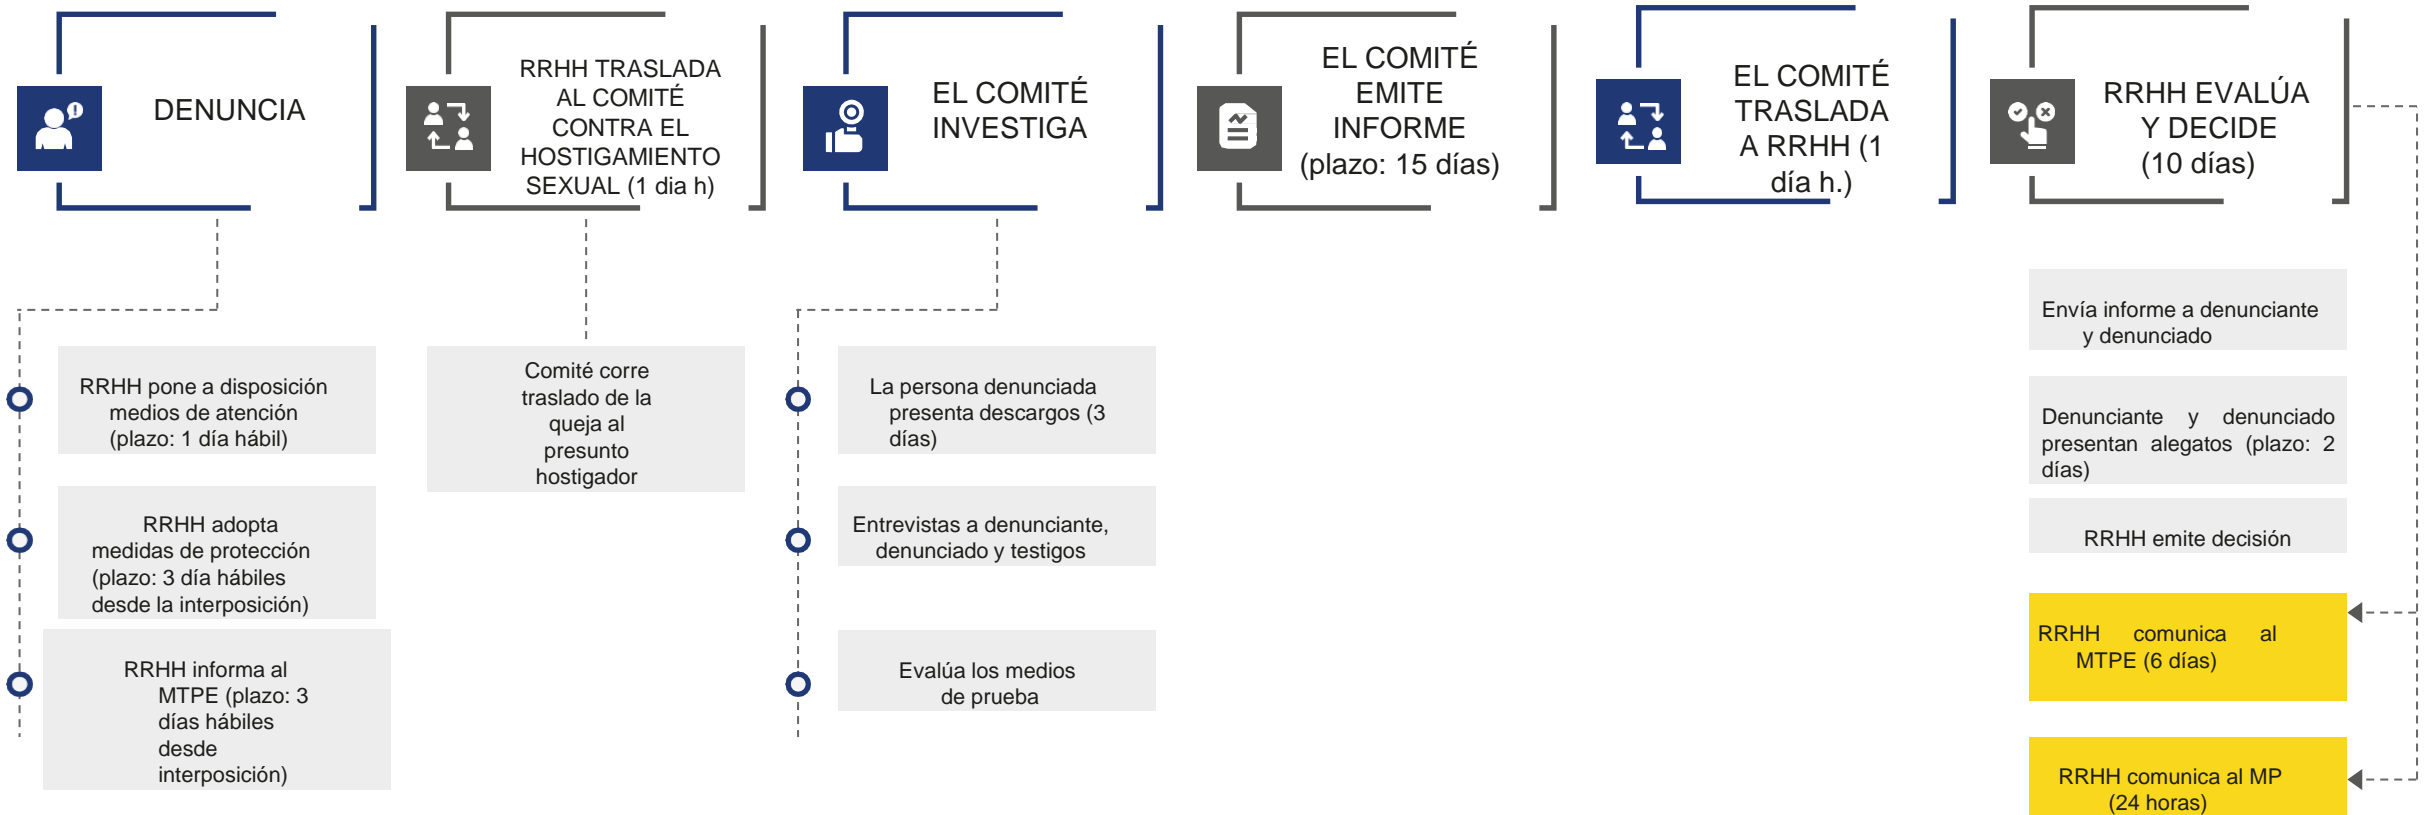 DENUNCIA
RRHH TRASLADA
AL COMITÉ
CONTRA EL
HOSTIGAMIENTO
SEXUAL (1 dia h)
EL COMITÉ
INVESTIGA
EL COMITÉ
EMITE
INFORME
(plazo: 15 días)
EL COMITÉ
TRASLADA
A RRHH (1
día h.)
RRHH EVALÚA
Y DECIDE
(10 días)
RRHH pone a disposición
medios de atención
(plazo: 1 día hábil)
RRHH adopta
medidas de protección
(plazo: 3 día hábiles
desde la interposición)
RRHH informa al
MTPE (plazo: 3
días hábiles
desde
interposición)
Comité corre
traslado de la
queja al
presunto
hostigador
La persona denunciada
presenta descargos (3
días)
Entrevistas a denunciante,
denunciado y testigos
Evalúa los medios
de prueba
Envía informe a denunciante
y denunciado
Denunciante y denunciado
presentan alegatos (plazo: 2
días)
RRHH emite decisión
RRHH comunica al
MTPE (6 días)
RRHH comunica al MP
(24 horas)